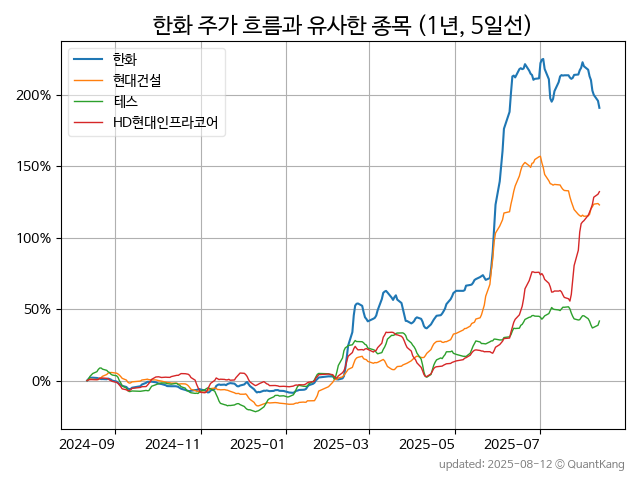 한화 주가 흐름과 유사한 종목 (1년, 5일선)
한화
현대건설
테스
HD현대인프라코어
200%
150%
100%
50%
0%
2024-09 2024-11 2025-01 2025-03 2025-05 2025-07
updated: 2025-08-12 © QuantKang